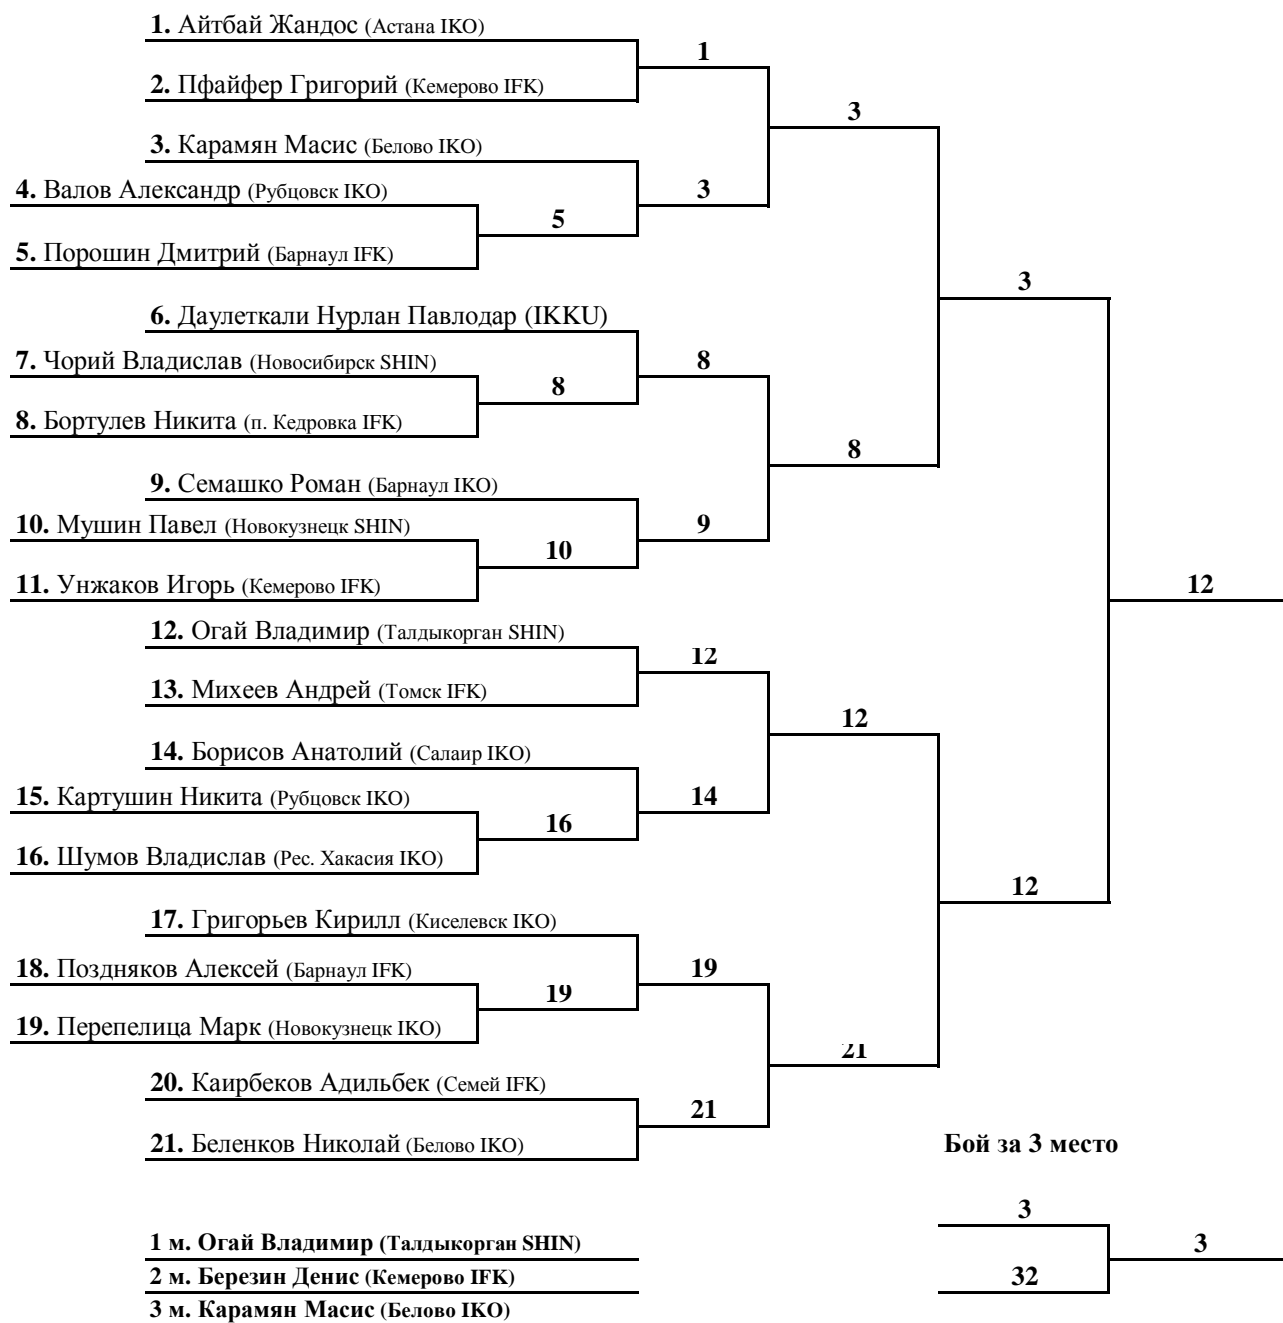 1. Айтбай Жандос (Астана IKO)
1
2. Пфайфер Григорий (Кемерово IFK)
3
3. Карамян Масис (Белово IKO)
4. Валов Александр (Рубцовск IKO)
3
5
5. Порошин Дмитрий (Барнаул IFK)
3
6. Даулеткали Нурлан Павлодар (IKKU)
7. Чорий Владислав (Новосибирск SHIN)
8
8
8. Бортулев Никита (п. Кедровка IFK)
8
9. Семашко Роман (Барнаул IKO)
10. Мушин Павел (Новокузнецк SHIN)
9
10
11. Унжаков Игорь (Кемерово IFK)
12
12. Огай Владимир (Талдыкорган SHIN)
12
13. Михеев Андрей (Томск IFK)
12
14. Борисов Анатолий (Салаир IKO)
15. Картушин Никита (Рубцовск IKO)
14
16
16. Шумов Владислав (Рес. Хакасия IKO)
12
17. Григорьев Кирилл (Киселевск IKO)
18. Поздняков Алексей (Барнаул IFK)
19
19
19. Перепелица Марк (Новокузнецк IKO)
21
20. Каирбеков Адильбек (Семей IFK)
21
21. Беленков Николай (Белово IKO)
Бой за 3 место
3
1 м. Огай Владимир (Талдыкорган SHIN)
3
2 м. Березин Денис (Кемерово IFK)
32
3 м. Карамян Масис (Белово IKO)